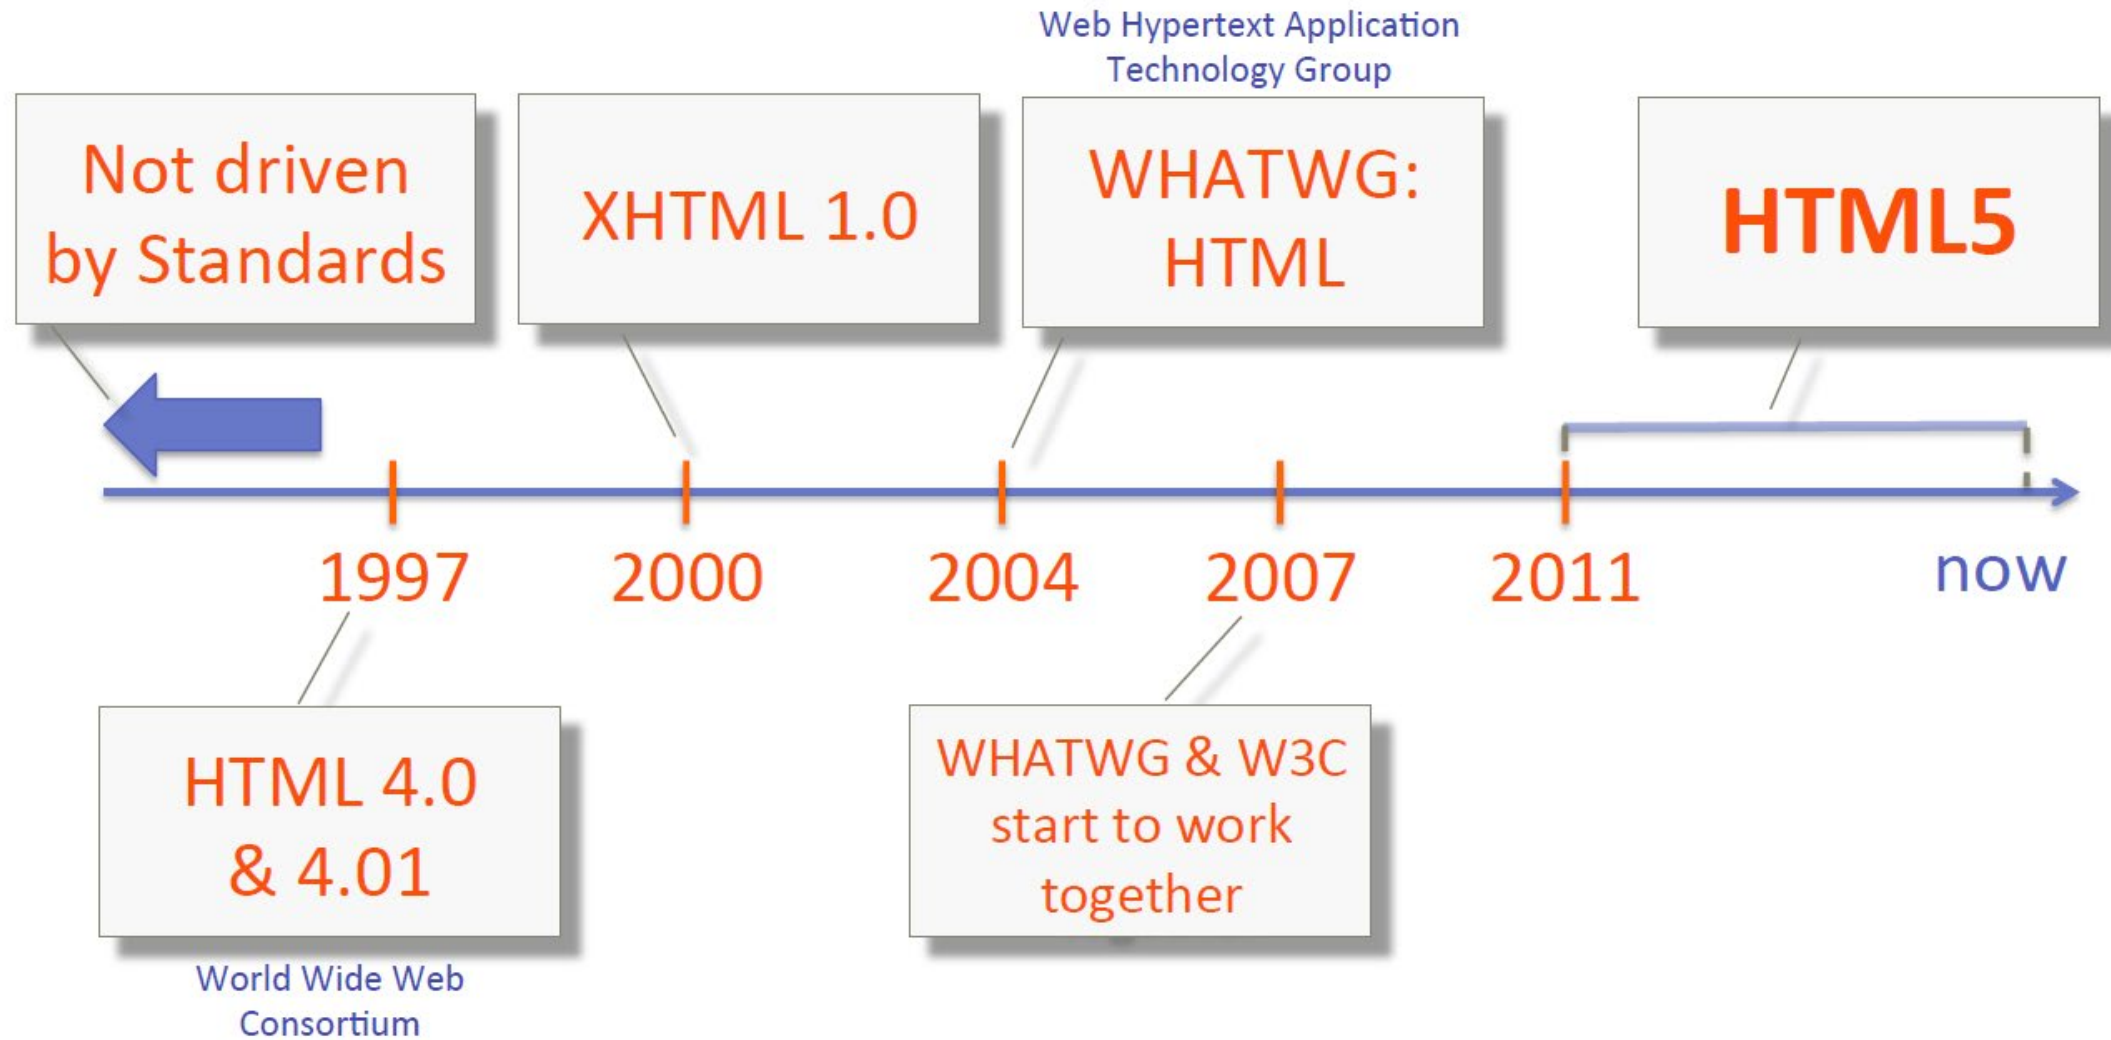 Web Hypertext Application
Technology Group
Not driven
by Standards
XHTML 1.0
WHATWG:
HTML
HTML5
1997
2000
2004
2007
2011
now
HTML 4.0
& 4.01
WHATWG & W3C
start to work
together
World Wide Web
Consortium